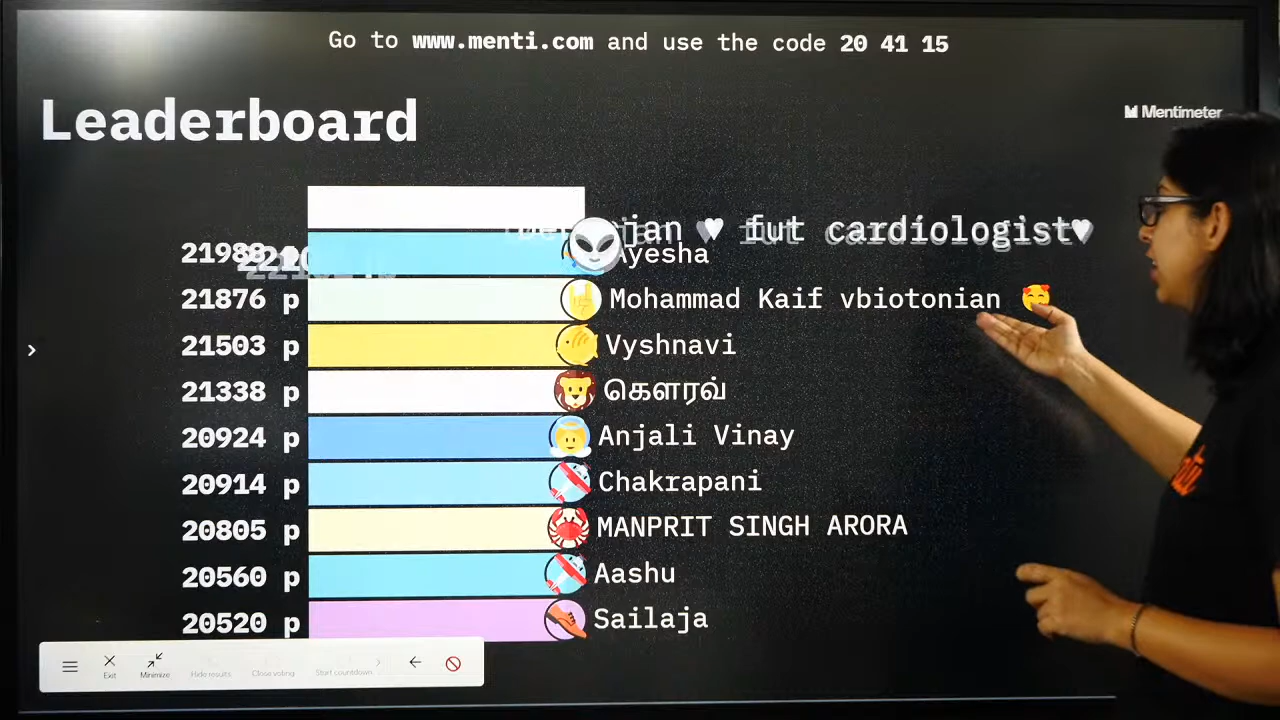 Go to www.menti.com and use the code 20 41 15
Leaderboard
Mentimeter
fut cardiologist♥
Ayesha
21876 p Mohammad Kaif vbiotonian 🥰
21503 p Vyshnavi
21338 p கௌரவ்
20924 p Anjali Vinay
20914 p Chakrapani
20805 p MANPRIT SINGH ARORA
20560 p Aashu
20520 p Sailaja
Exit Minimize Hide results Close voting Start countdown